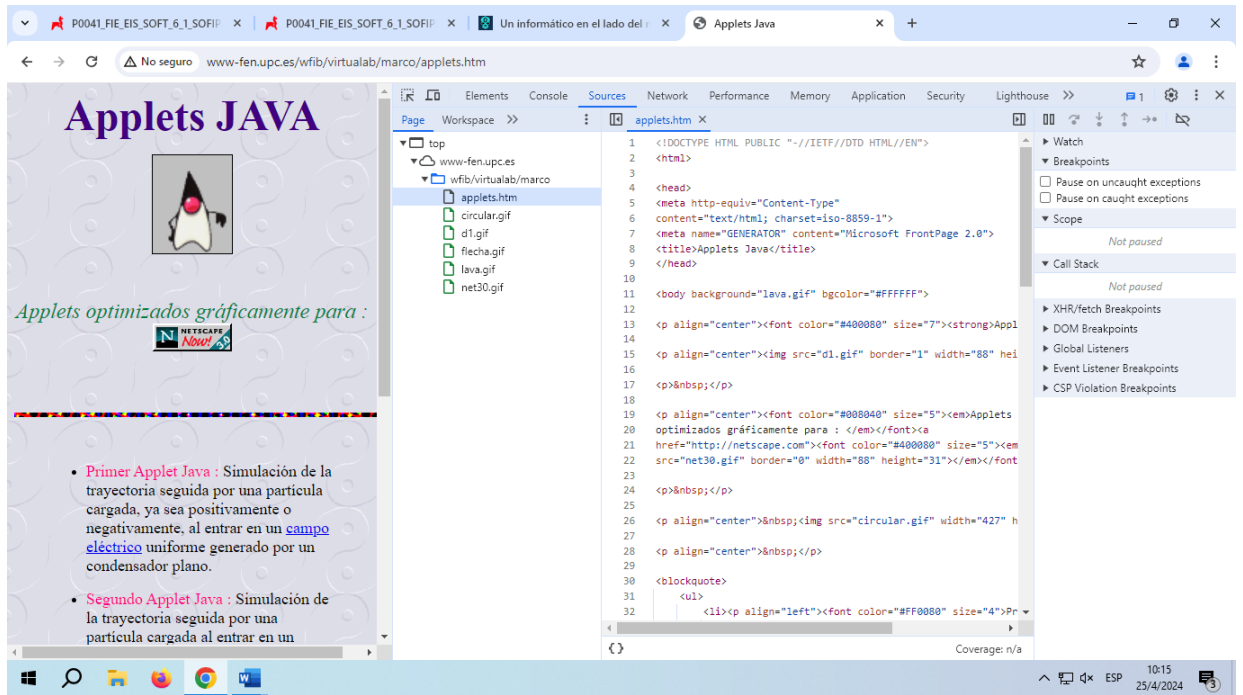 P0041_FIE_EIS_SOFT_6_1_SOFIP
P0041_FIE_EIS_SOFT_6_1_SOFIP
Un informático en el lado del
Applets Java
No seguro
www-fen.upc.es/wfib/virtualab/marco/applets.htm
Applets JAVA
Applets optimizados gráficamente para :
N NETSCAPE
Now! 3.0
• Primer Applet Java : Simulación de la
trayectoria seguida por una partícula
cargada, ya sea positivamente o
negativamente, al entrar en un campo
eléctrico uniforme generado por un
condensador plano.
• Segundo Applet Java : Simulación de
la trayectoria seguida por una
partícula cargada al entrar en un
Elements Console Sources Network Performance Memory Application Security Lighthouse 1
Page Workspace
applets.htm
top
www-fen.upc.es
wfib/virtualab/marco
applets.htm
circular.gif
d1.gif
flecha.gif
lava.gif
net30.gif
1 <!DOCTYPE HTML PUBLIC "-//IETF//DTD HTML//EN">
2 <html>
3
4 <head>
5 <meta http-equiv="Content-Type"
6 content="text/html; charset=iso-8859-1">
7 <meta name="GENERATOR" content="Microsoft FrontPage 2.0">
8 <title>Applets Java</title>
9 </head>
10
11 <body background="lava.gif" bgcolor="#FFFFFF">
12
13 <p align="center"><font color="#400080" size="7"><strong>Appl
14
15 <p align="center"><img src="d1.gif" border="1" width="88" hei
16
17 <p>&nbsp;</p>
18
19 <p align="center"><font color="#008040" size="5"><em>Applets
20 optimizados gráficamente para : </em></font><a
21 href="http://netscape.com"><font color="#400080" size="5"><em
22 src="net30.gif" border="0" width="88" height="31"></em></font
23
24 <p>&nbsp;</p>
25
26 <p align="center">&nbsp;<img src="circular.gif" width="427" h
27
28 <p align="center">&nbsp;</p>
29
30 <blockquote>
31 <ul>
32 <li><p align="left"><font color="#FF0080" size="4">Pr
{} Coverage: n/a
Watch
Breakpoints
Pause on uncaught exceptions
Pause on caught exceptions
Scope
Not paused
Call Stack
Not paused
XHR/fetch Breakpoints
DOM Breakpoints
Global Listeners
Event Listener Breakpoints
CSP Violation Breakpoints
ESP
10:15
25/4/2024
3